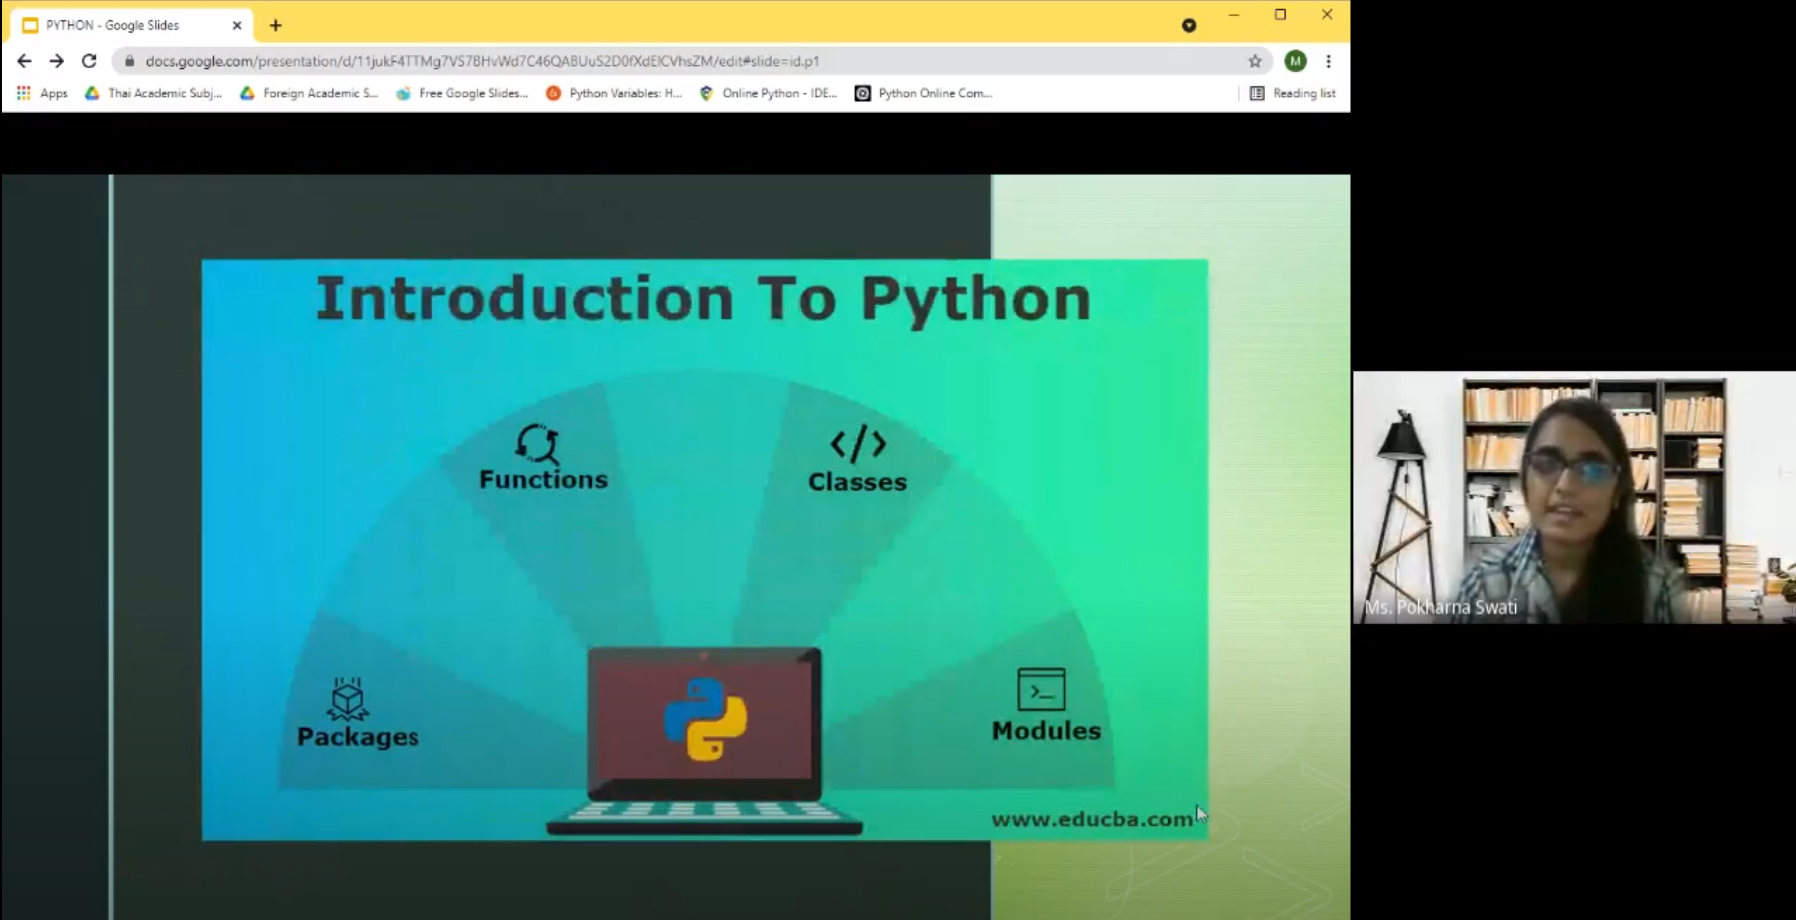 PYTHON - Google Slides
docs.google.com/presentation/d/11jukF4TTMg7VS7BHvWd7C46QABUuS2D0fXdElCVhsZM/edit#slide=id.p1
M
Apps
Thai Academic Subj...
Foreign Academic S...
Free Google Slides...
Python Variables: H...
Online Python - IDE...
Python Online Com...
Reading list
Introduction To Python
Functions
</> 
Classes
Packages
Modules
www.educba.com
Ms. Pokharna Swati